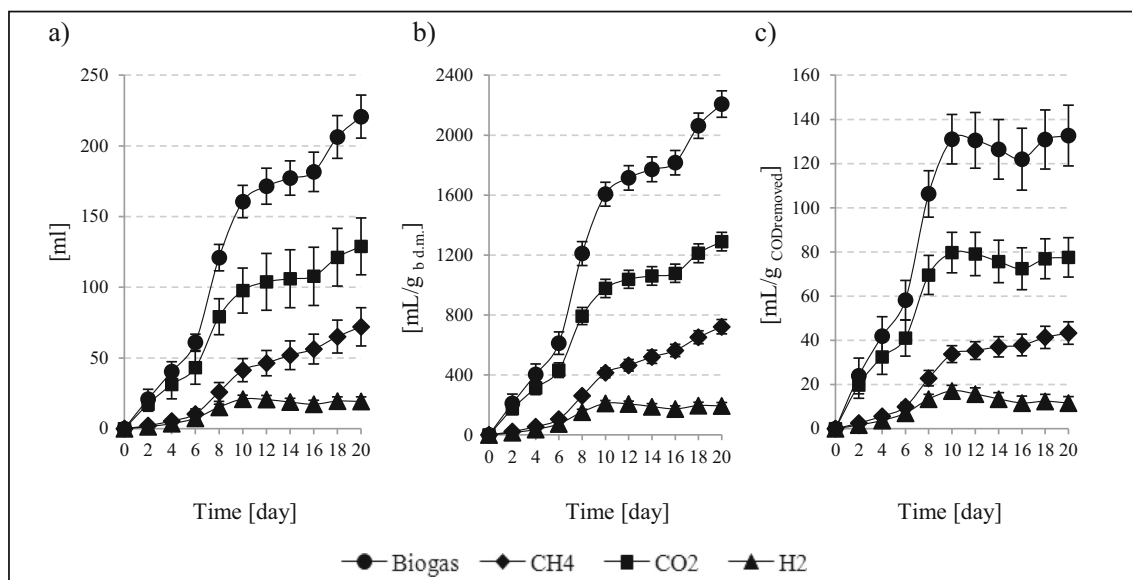 a)
b)
c)
[ml]
250
200
150
100
50
0
0 2 4 6 8 10 12 14 16 18 20
Time [day]
[mL/g b d.m.]
2400
2000
1600
1200
800
400
0
0 2 4 6 8 10 12 14 16 18 20
Time [day]
[mL/g CODremoved]
160
140
120
100
80
60
40
20
0
0 2 4 6 8 10 12 14 16 18 20
Time [day]
Biogas CH4 CO2 H2